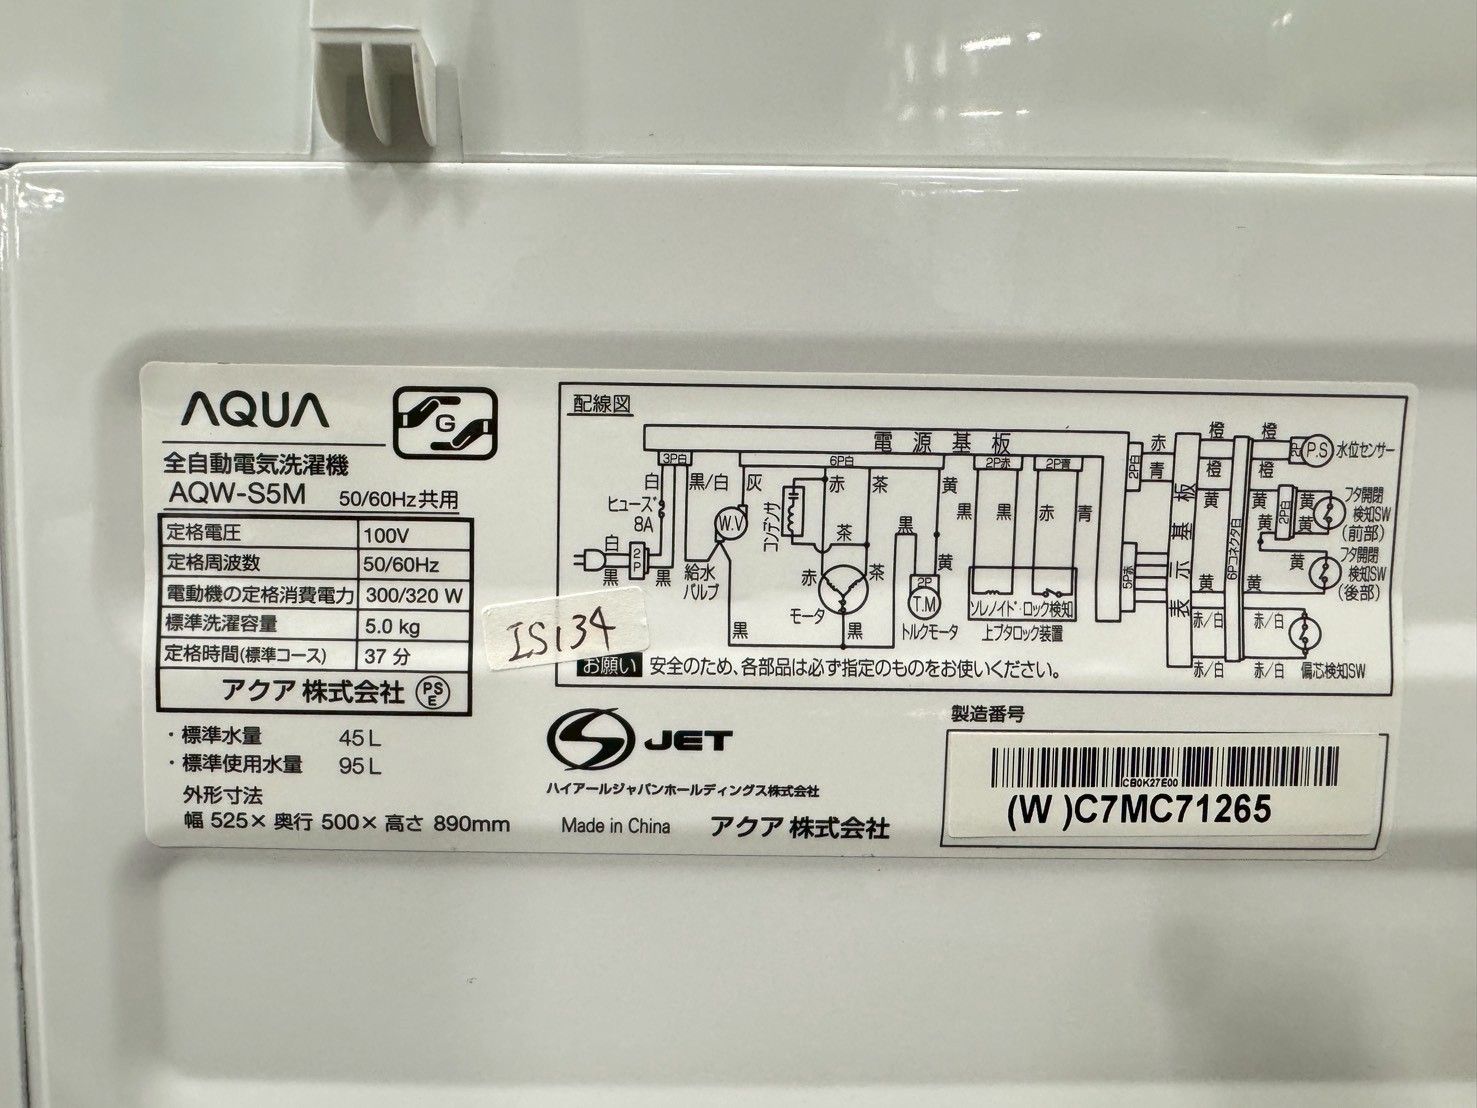 AQUA
G
全自動電気洗濯機
AQW-S5M 50/60Hz共用
定格電圧 100V
定格周波数 50/60Hz
電動機の定格消費電力 300/320 W
標準洗濯容量 5.0 kg
定格時間(標準コース) 37 分
アクア 株式会社 PSE
・標準水量 45L
・標準使用水量 95L
外形寸法
幅 525× 奥行 500× 高さ 890mm
IS134
配線図
電源基板
3P白
6P白
2P赤
2P青
2P白
白
黒/白
灰
赤
茶
黄
黒
黒
赤
青
赤
青
橙
橙
橙
橙
P.S
水位センサー
ヒューズ
8A
W.V
コンデンサ
茶
黒
白
2P
黒
黒
給水
バルブ
赤
茶
モータ
黒
黒
黄
2P
T.M
トルクモータ
ソレノイド・ロック検知
上ブタロック装置
5P赤
表示基板
6Pコネクタ白
黄
黄
黄
2P白
黄
黄
フタ開閉
検知SW
(前部)
黄
フタ開閉
検知SW
(後部)
黄
黄
赤/白
赤/白
赤/白
赤/白
偏芯検知SW
お願い 安全のため、各部品は必ず指定のものをお使いください。
S JET
ハイアールジャパンホールディングス株式会社
Made in China アクア 株式会社
製造番号
CB0K27E00
(W )C7MC71265